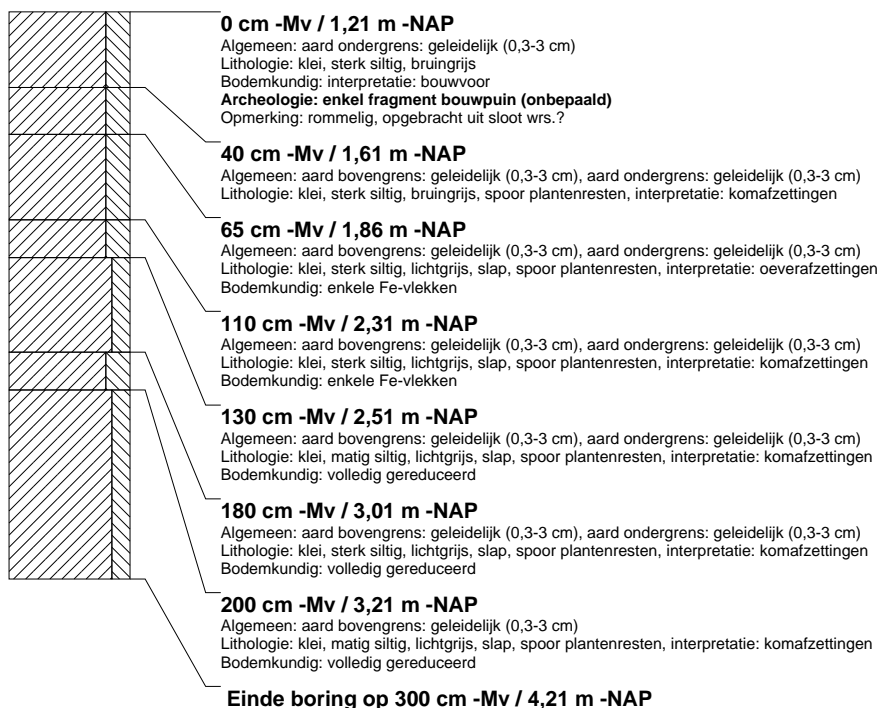 0 cm -Mv / 1,21 m -NAP
Algemeen: aard ondergrens: geleidelijk (0,3-3 cm)
Lithologie: klei, sterk siltig, bruingrijs
Bodemkundig: interpretatie: bouwvoor
Archeologie: enkel fragment bouwpuin (onbepaald)
Opmerking: rommelig, opgebracht uit sloot wrs.?
40 cm -Mv / 1,61 m -NAP
Algemeen: aard bovengrens: geleidelijk (0,3-3 cm), aard ondergrens: geleidelijk (0,3-3 cm)
Lithologie: klei, sterk siltig, bruingrijs, spoor plantenresten, interpretatie: komafzettingen
65 cm -Mv / 1,86 m -NAP
Algemeen: aard bovengrens: geleidelijk (0,3-3 cm), aard ondergrens: geleidelijk (0,3-3 cm)
Lithologie: klei, sterk siltig, lichtgrijs, slap, spoor plantenresten, interpretatie: oeverafzettingen
Bodemkundig: enkele Fe-vlekken
110 cm -Mv / 2,31 m -NAP
Algemeen: aard bovengrens: geleidelijk (0,3-3 cm), aard ondergrens: geleidelijk (0,3-3 cm)
Lithologie: klei, sterk siltig, lichtgrijs, slap, spoor plantenresten, interpretatie: komafzettingen
Bodemkundig: enkele Fe-vlekken
130 cm -Mv / 2,51 m -NAP
Algemeen: aard bovengrens: geleidelijk (0,3-3 cm), aard ondergrens: geleidelijk (0,3-3 cm)
Lithologie: klei, matig siltig, lichtgrijs, slap, spoor plantenresten, interpretatie: komafzettingen
Bodemkundig: volledig gereduceerd
180 cm -Mv / 3,01 m -NAP
Algemeen: aard bovengrens: geleidelijk (0,3-3 cm), aard ondergrens: geleidelijk (0,3-3 cm)
Lithologie: klei, sterk siltig, lichtgrijs, slap, spoor plantenresten, interpretatie: komafzettingen
Bodemkundig: volledig gereduceerd
200 cm -Mv / 3,21 m -NAP
Algemeen: aard bovengrens: geleidelijk (0,3-3 cm)
Lithologie: klei, matig siltig, lichtgrijs, slap, spoor plantenresten, interpretatie: komafzettingen
Bodemkundig: volledig gereduceerd
Einde boring op 300 cm -Mv / 4,21 m -NAP